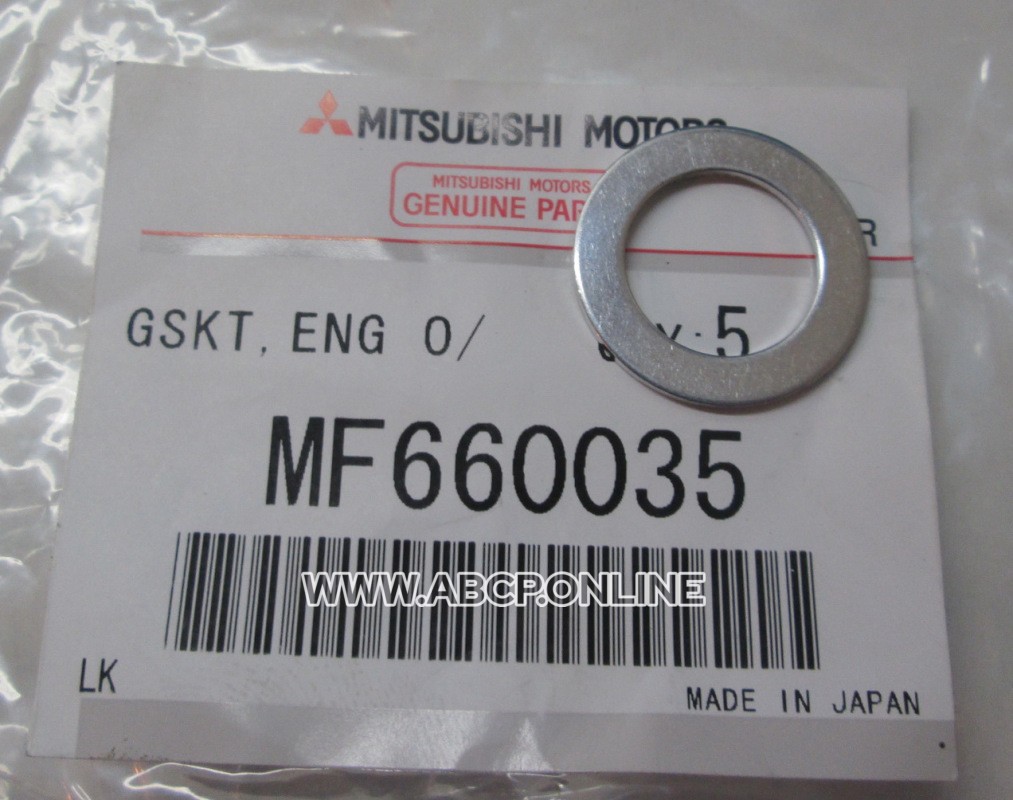 MITSUBISHI MOTORS
MITSUBISHI MOTORS
GENUINE PAR
R
GSKT, ENG O/
Y: 5
MF660035
WWW.ABCP.ONLINE
LK
MADE IN JAPAN